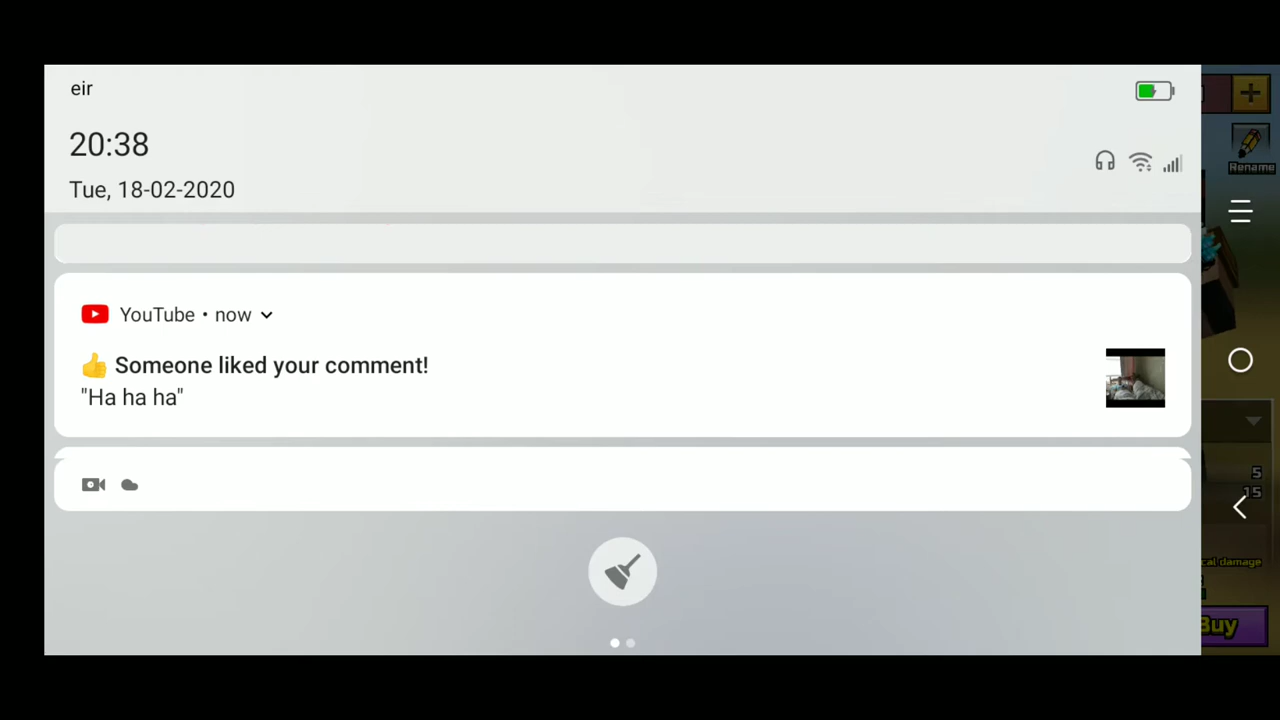 eir
20:38
Tue, 18-02-2020
Rename
YouTube • now
👍 Someone liked your comment!
"Ha ha ha"
5
15
cal damage
Buy